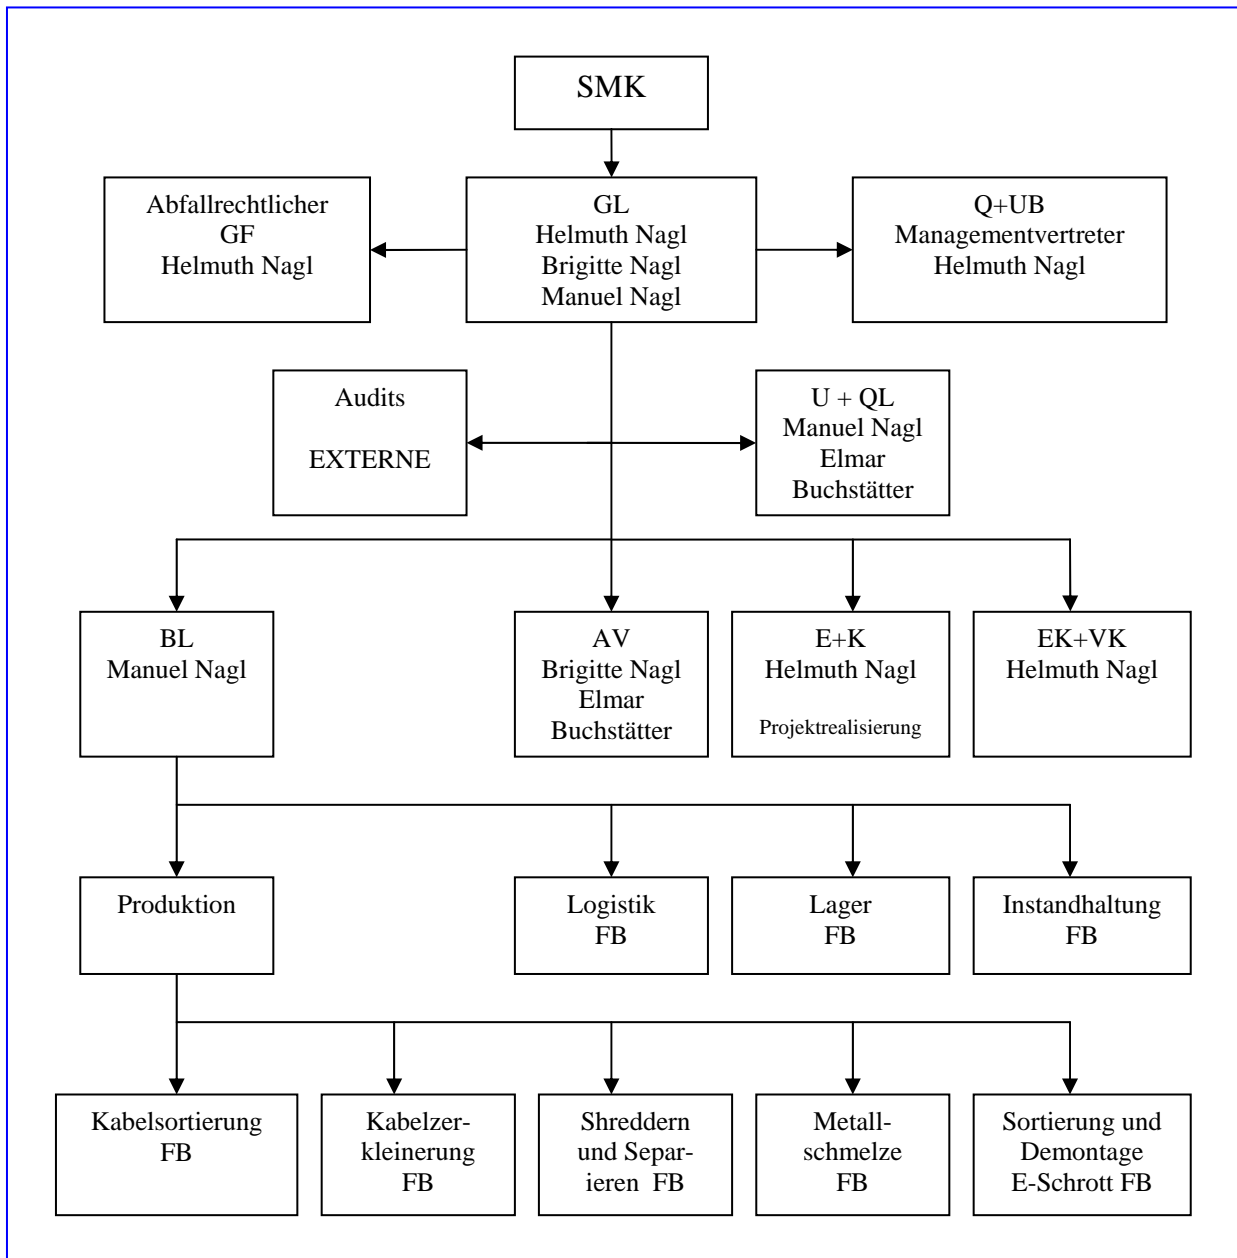 SMK
Abfallrechtlicher
GF
Helmuth Nagl
GL
Helmuth Nagl
Brigitte Nagl
Manuel Nagl
Q+UB
Managementvertreter
Helmuth Nagl
Audits
EXTERNE
U + QL
Manuel Nagl
Elmar
Buchstätter
BL
Manuel Nagl
AV
Brigitte Nagl
Elmar
Buchstätter
E+K
Helmuth Nagl
Projektrealisierung
EK+VK
Helmuth Nagl
Produktion
Logistik
FB
Lager
FB
Instandhaltung
FB
Kabelsortierung
FB
Kabelzer-
kleinerung
FB
Shreddern
und Separ-
ieren FB
Metall-
schmelze
FB
Sortierung und
Demontage
E-Schrott FB